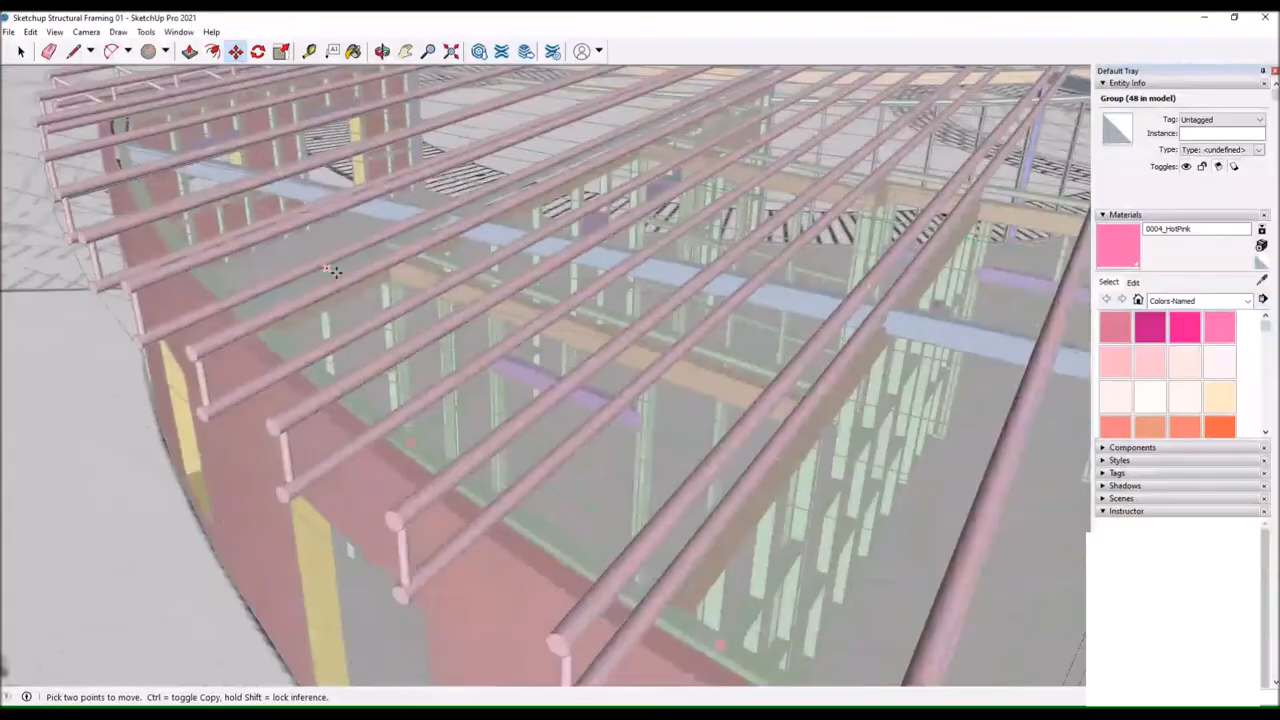 Sketchup Structural Framing 01 - SketchUp Pro 2021
File Edit View Camera Draw Tools Window Help
Default Tray
Entity Info
Group (48 in model)
Tag: Untagged
Instance:
Type: Type: <undefined>
Toggles:
Materials
0004_HotPink
Select Edit
Colors-Named
Components
Styles
Tags
Shadows
Scenes
Instructor
Pick two points to move. Ctrl = toggle Copy, hold Shift = lock inference.